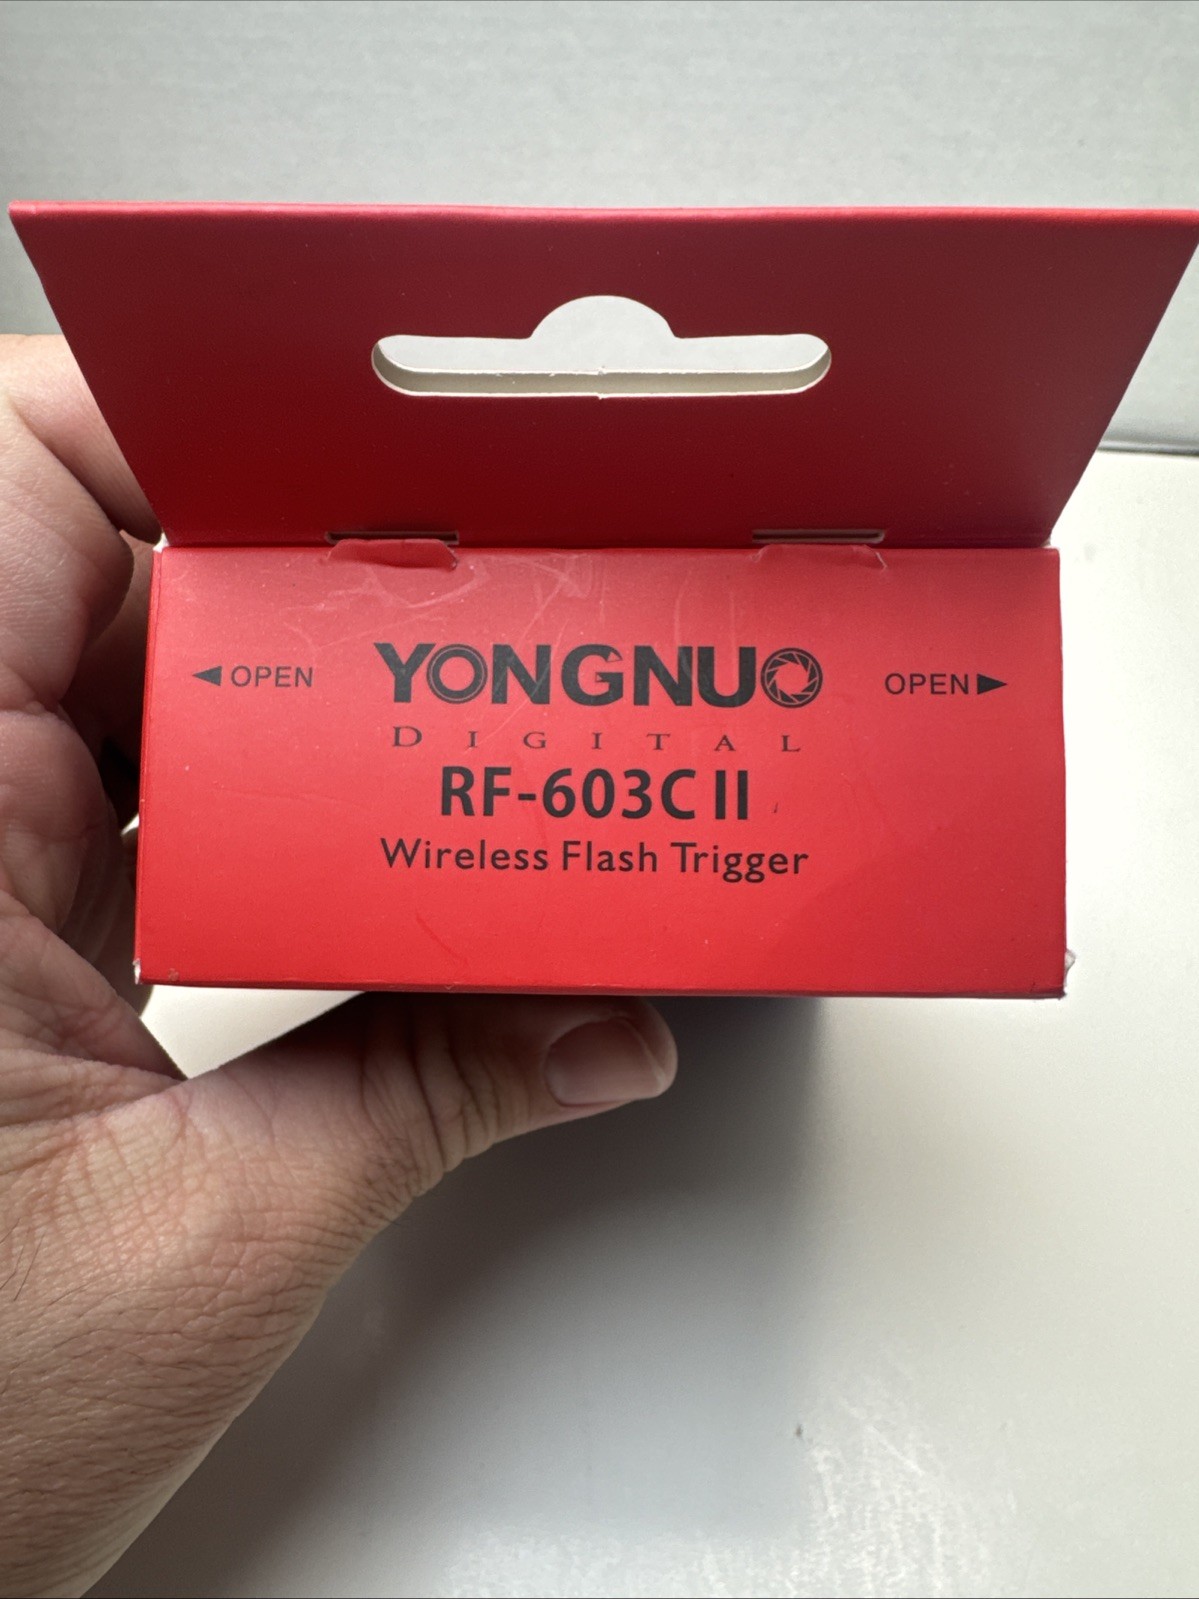 ◄OPEN YONGNUO OPEN►
DIGITAL
RF-603C II
Wireless Flash Trigger